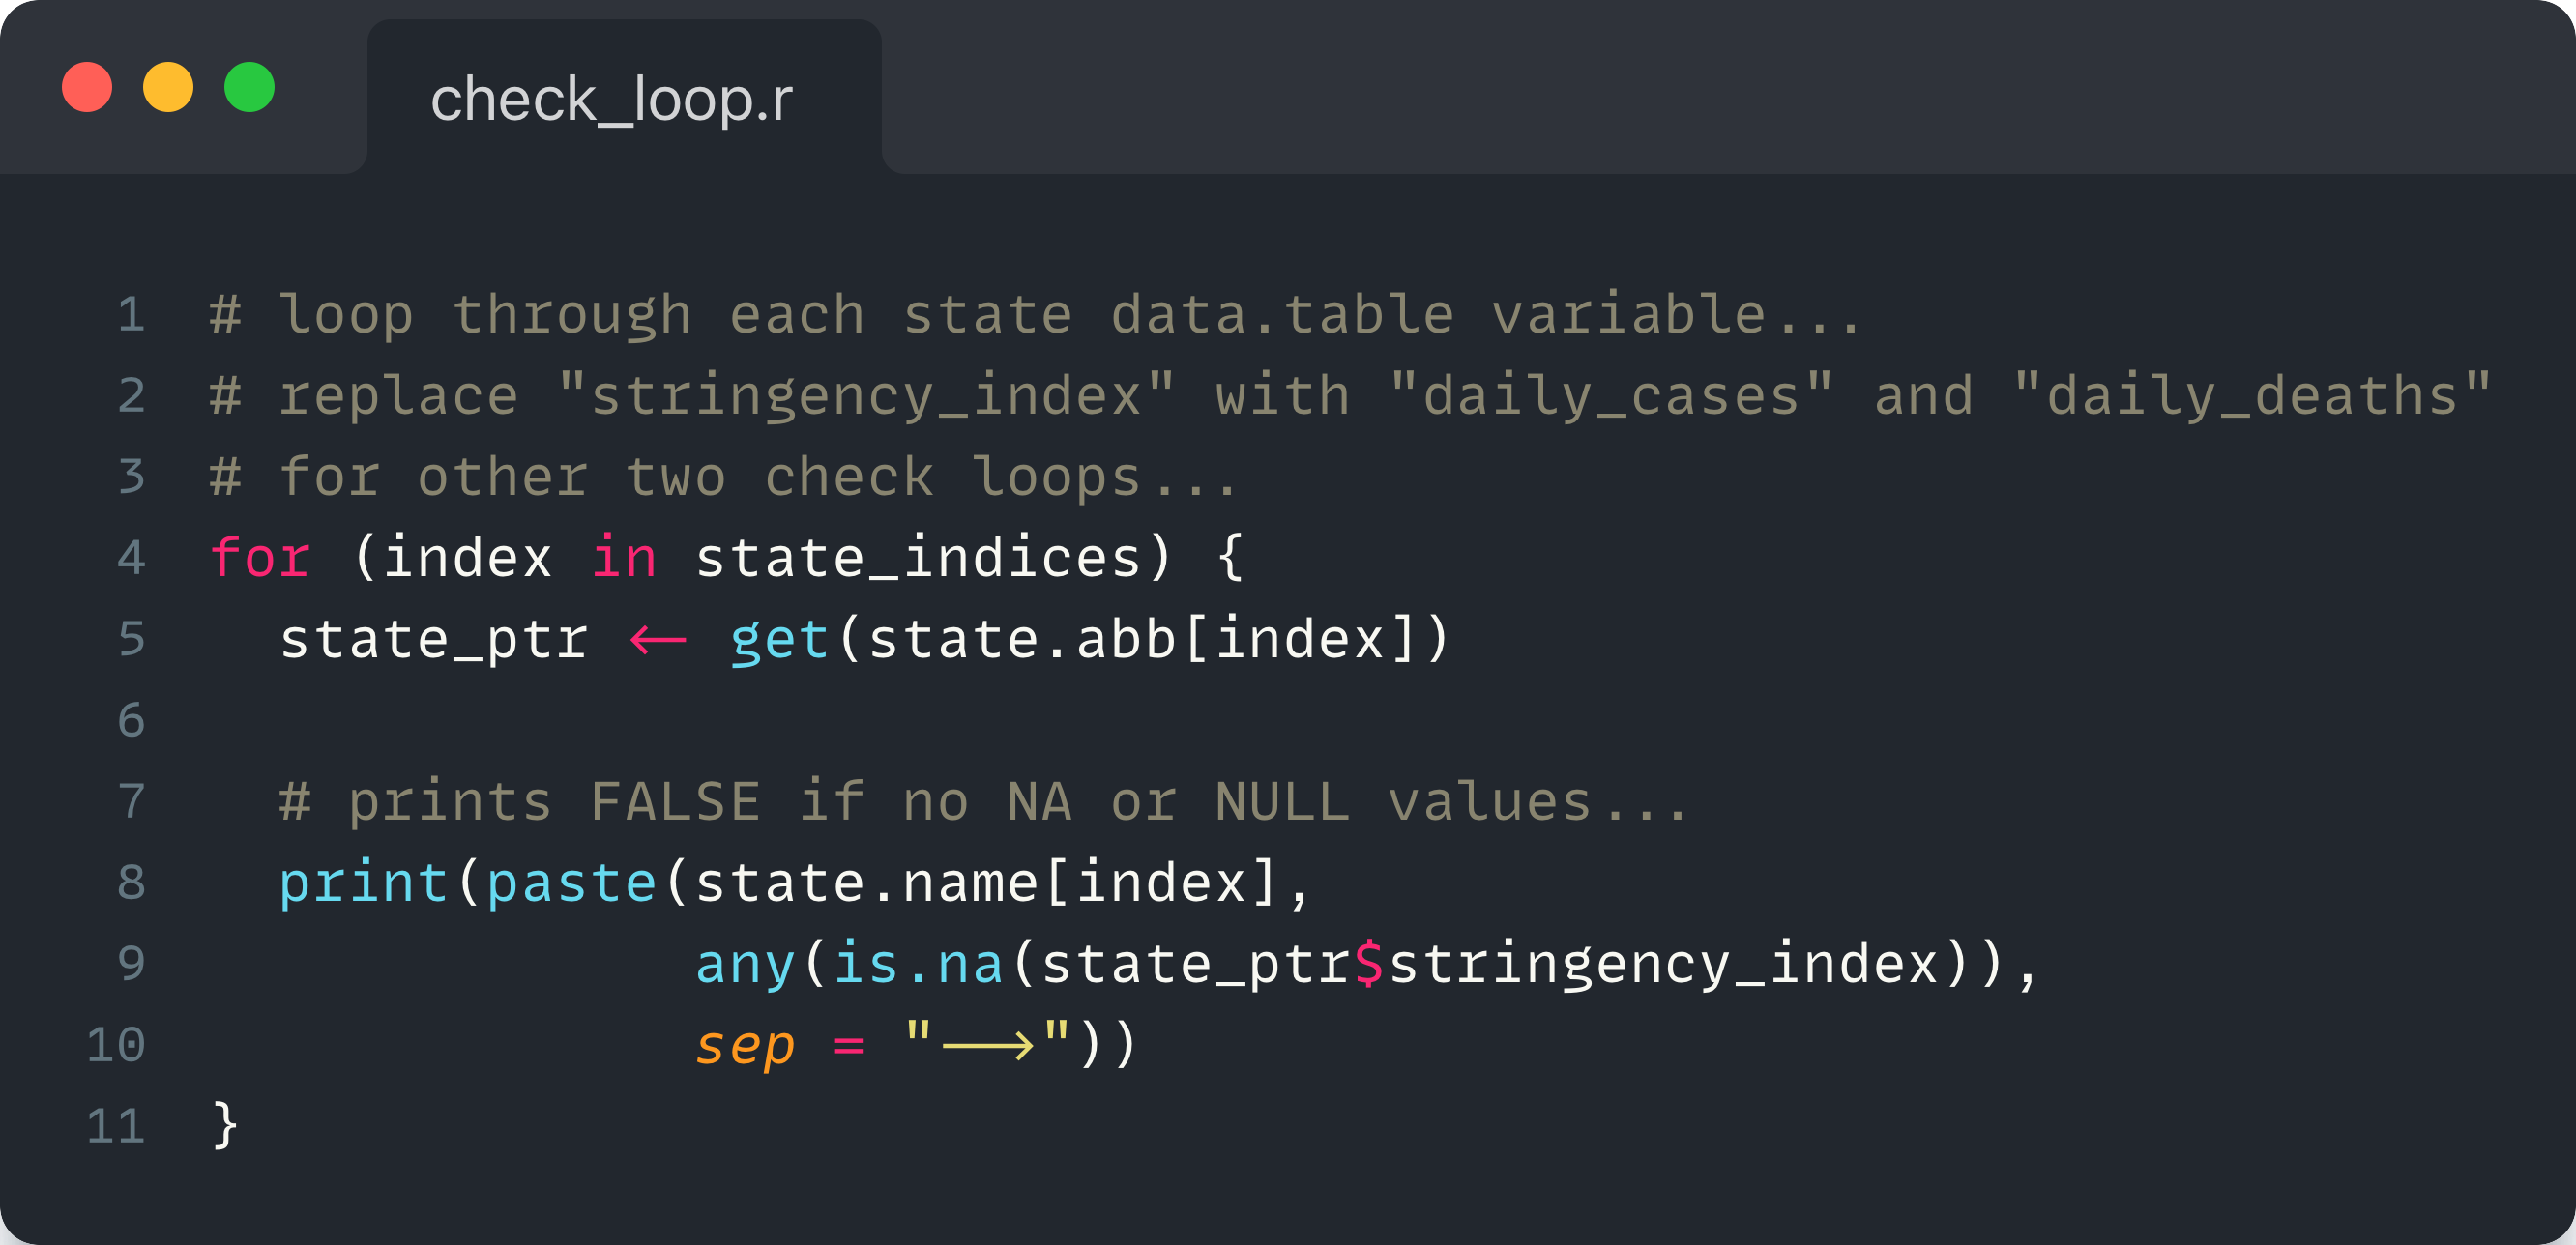 check_loop.r
1 # loop through each state data.table variable...
2 # replace "stringency_index" with "daily_cases" and "daily_deaths"
3 # for other two check loops...
4 for (index in state_indices) {
5   state_ptr <- get(state.abb[index])
6
7   # prints FALSE if no NA or NULL values...
8   print(paste(state.name[index],
9               any(is.na(state_ptr$stringency_index)),
10              sep = "-->"))
11 }